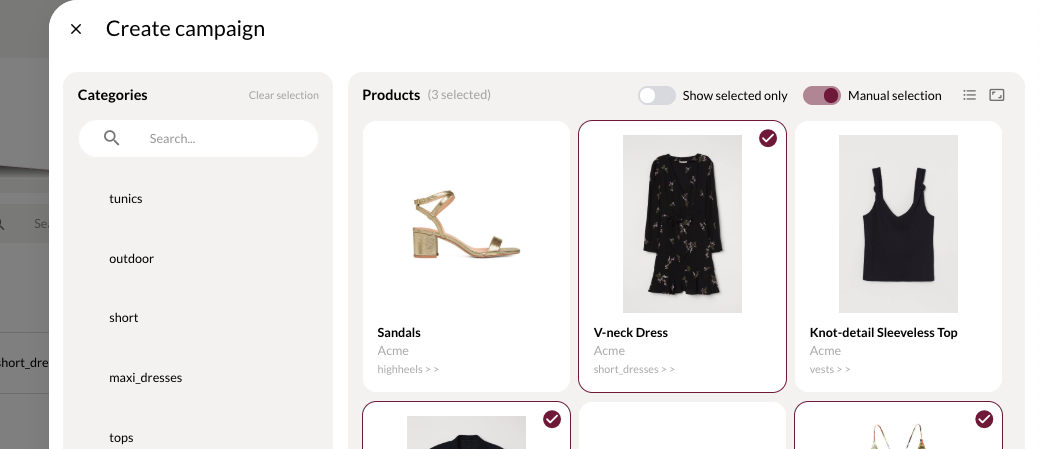 Create campaign
Categories
Clear selection
Search...
tunics
outdoor
short
maxi_dresses
tops
Products (3 selected)
Show selected only
Manual selection
Sandals
Acme
highheels > >
V-neck Dress
Acme
short_dresses > >
Knot-detail Sleeveless Top
Acme
vests > >
Sea
short_dre